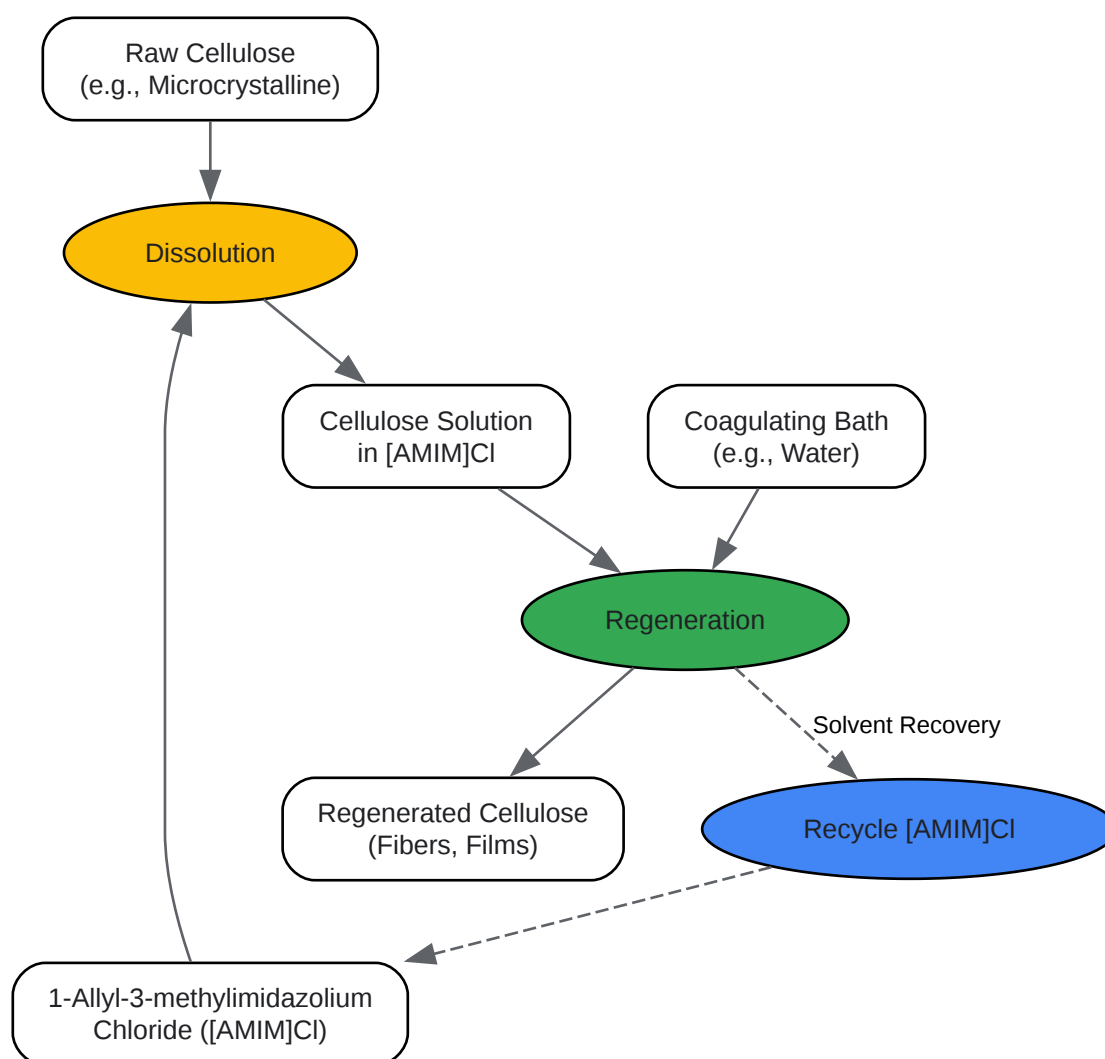 Raw Cellulose
(e.g., Microcrystalline)
Dissolution
Cellulose Solution
in [AMIM]Cl
Coagulating Bath
(e.g., Water)
Regeneration
Solvent Recovery
Regenerated Cellulose
(Fibers, Films)
Recycle [AMIM]Cl
1-Allyl-3-methylimidazolium
Chloride ([AMIM]Cl)